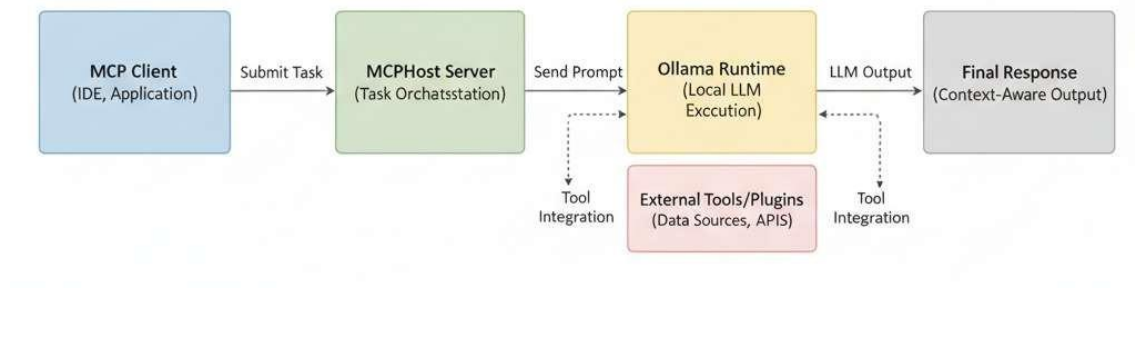 MCP Client
(IDE, Application)
Submit Task
MCPHost Server
(Task Orchatsstation)
Send Prompt
Ollama Runtime
(Local LLM
Exccution)
LLM Output
Final Response
(Context-Aware Output)
Tool
Integration
External Tools/Plugins
(Data Sources, APIS)
Tool
Integration